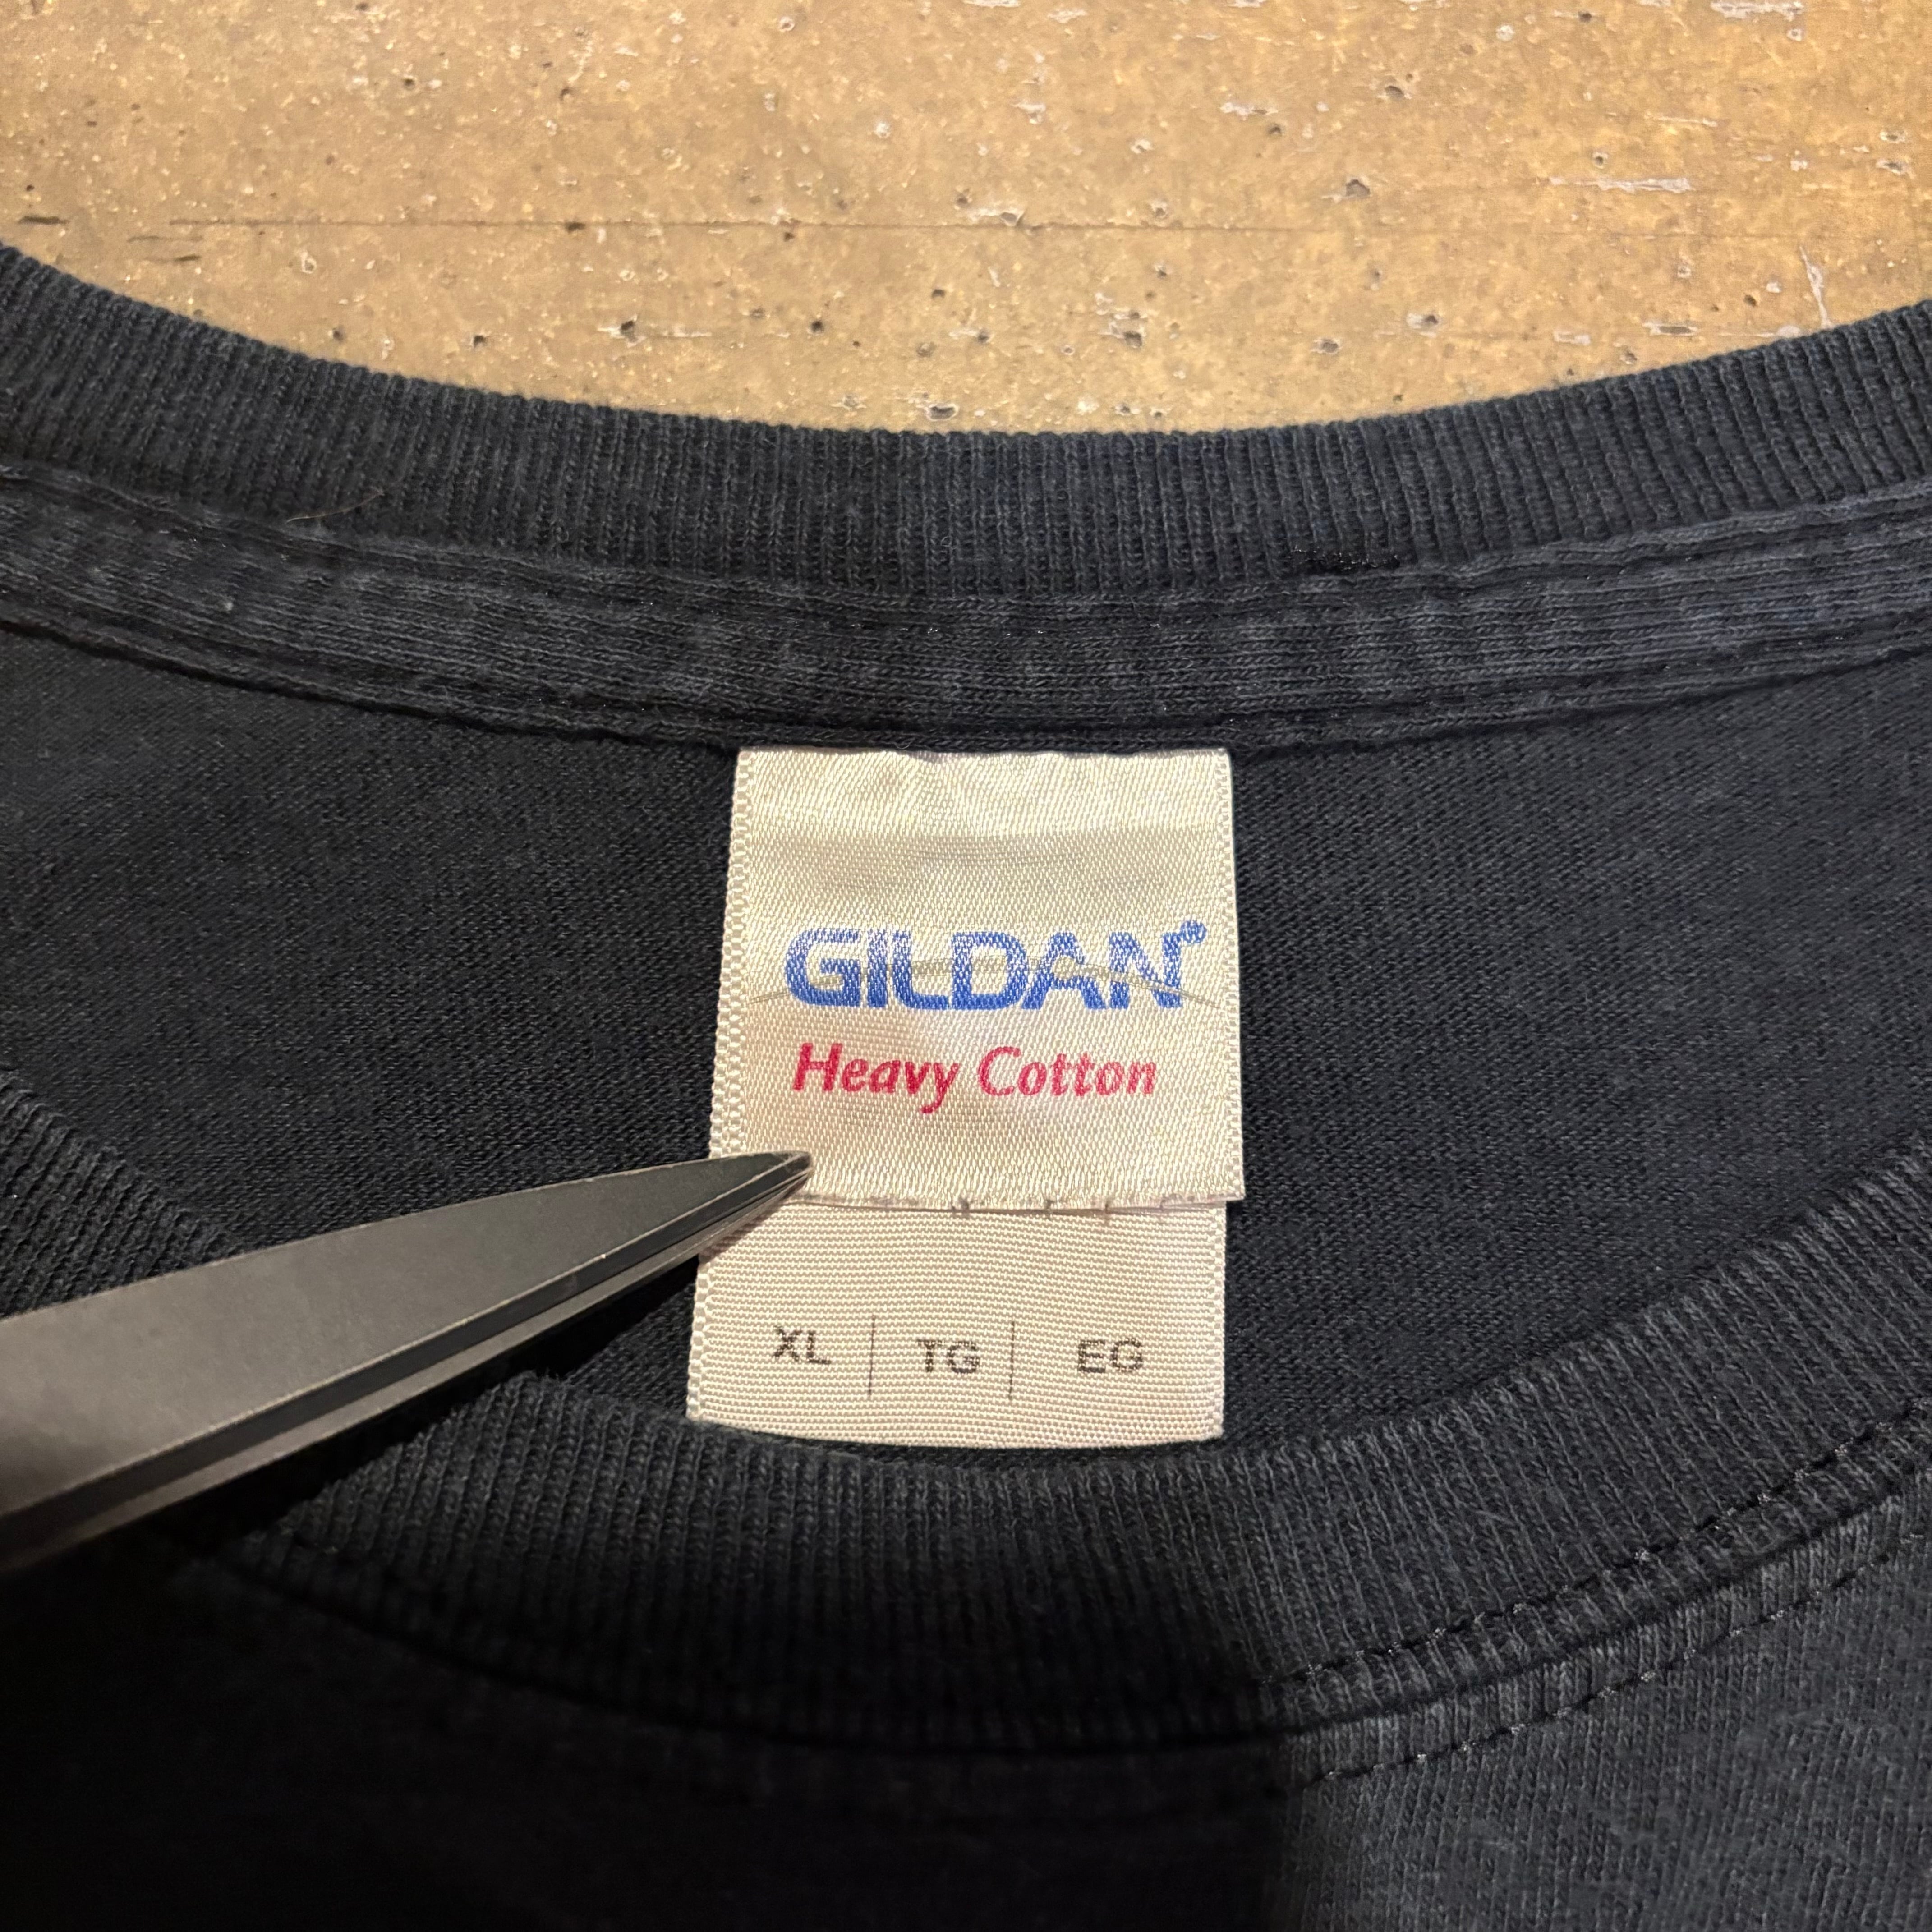 GILDAN®
Heavy Cotton
XL | TG | EG